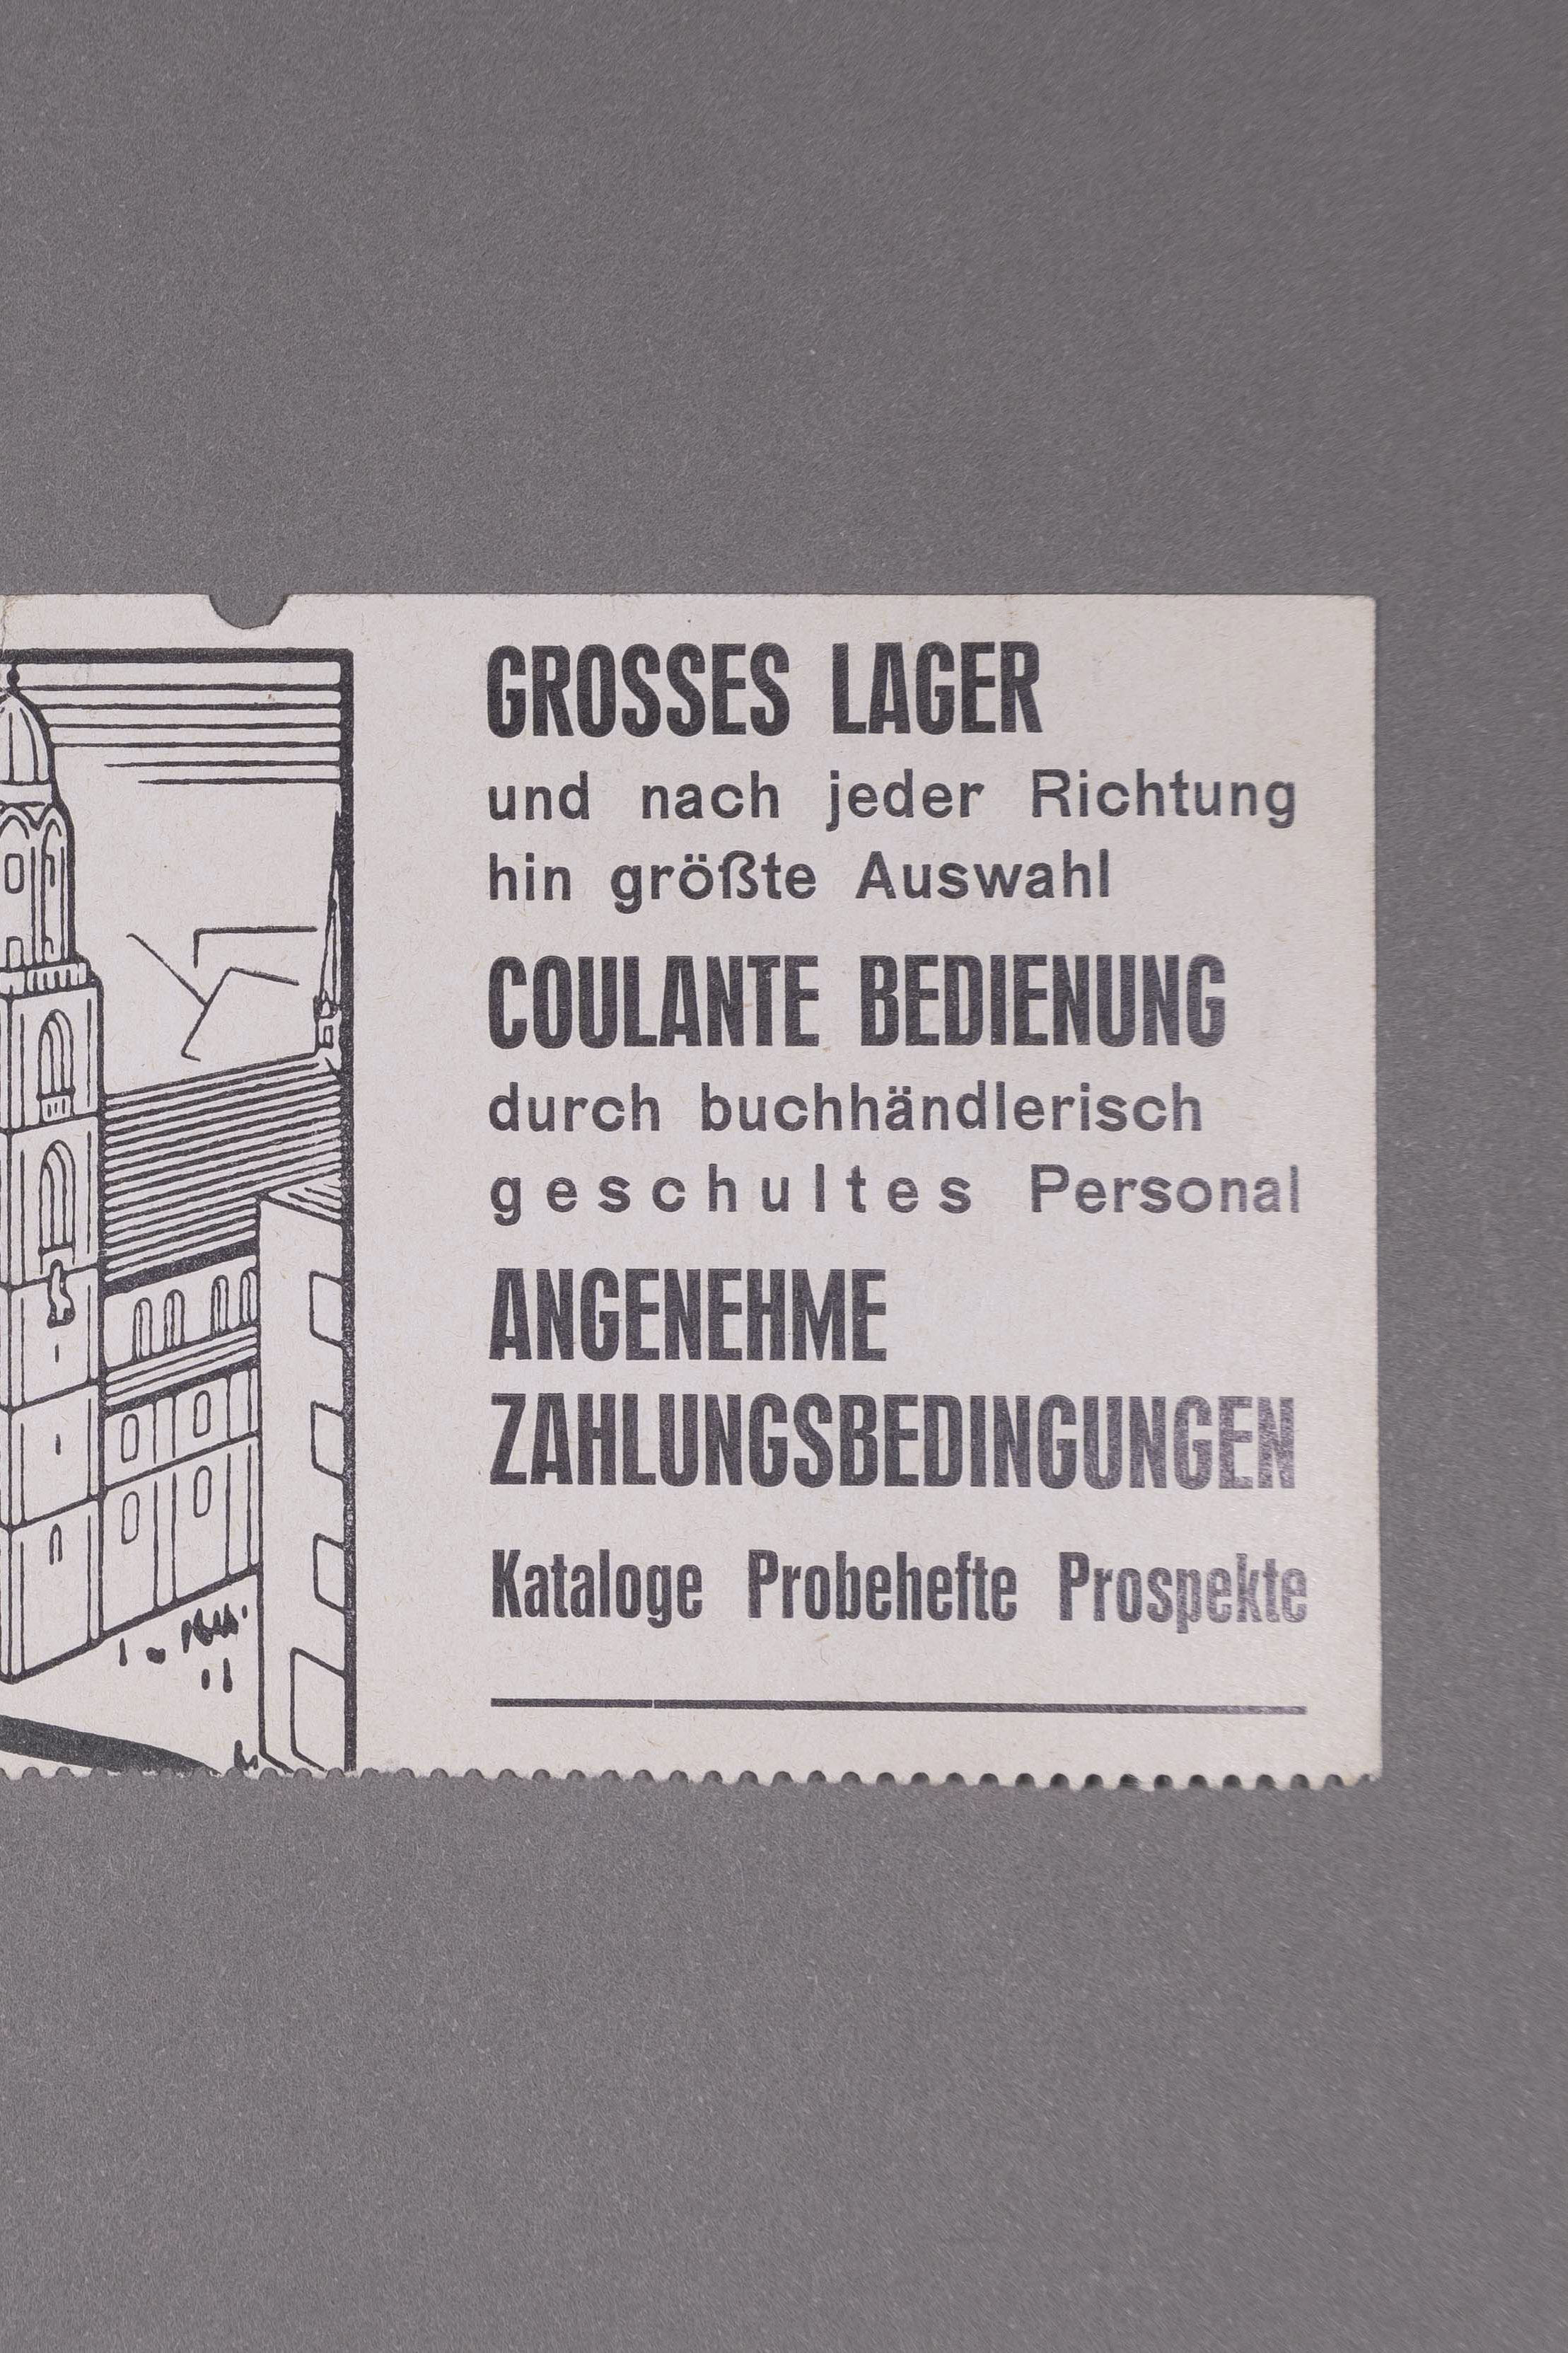 GROSSES LAGER
und nach jeder Richtung
hin größte Auswahl
COULANTE BEDIENUNG
durch buchhändlerisch
geschultes Personal
ANGENEHME
ZAHLUNGSBEDINGUNGEN
Kataloge Probehefte Prospekte